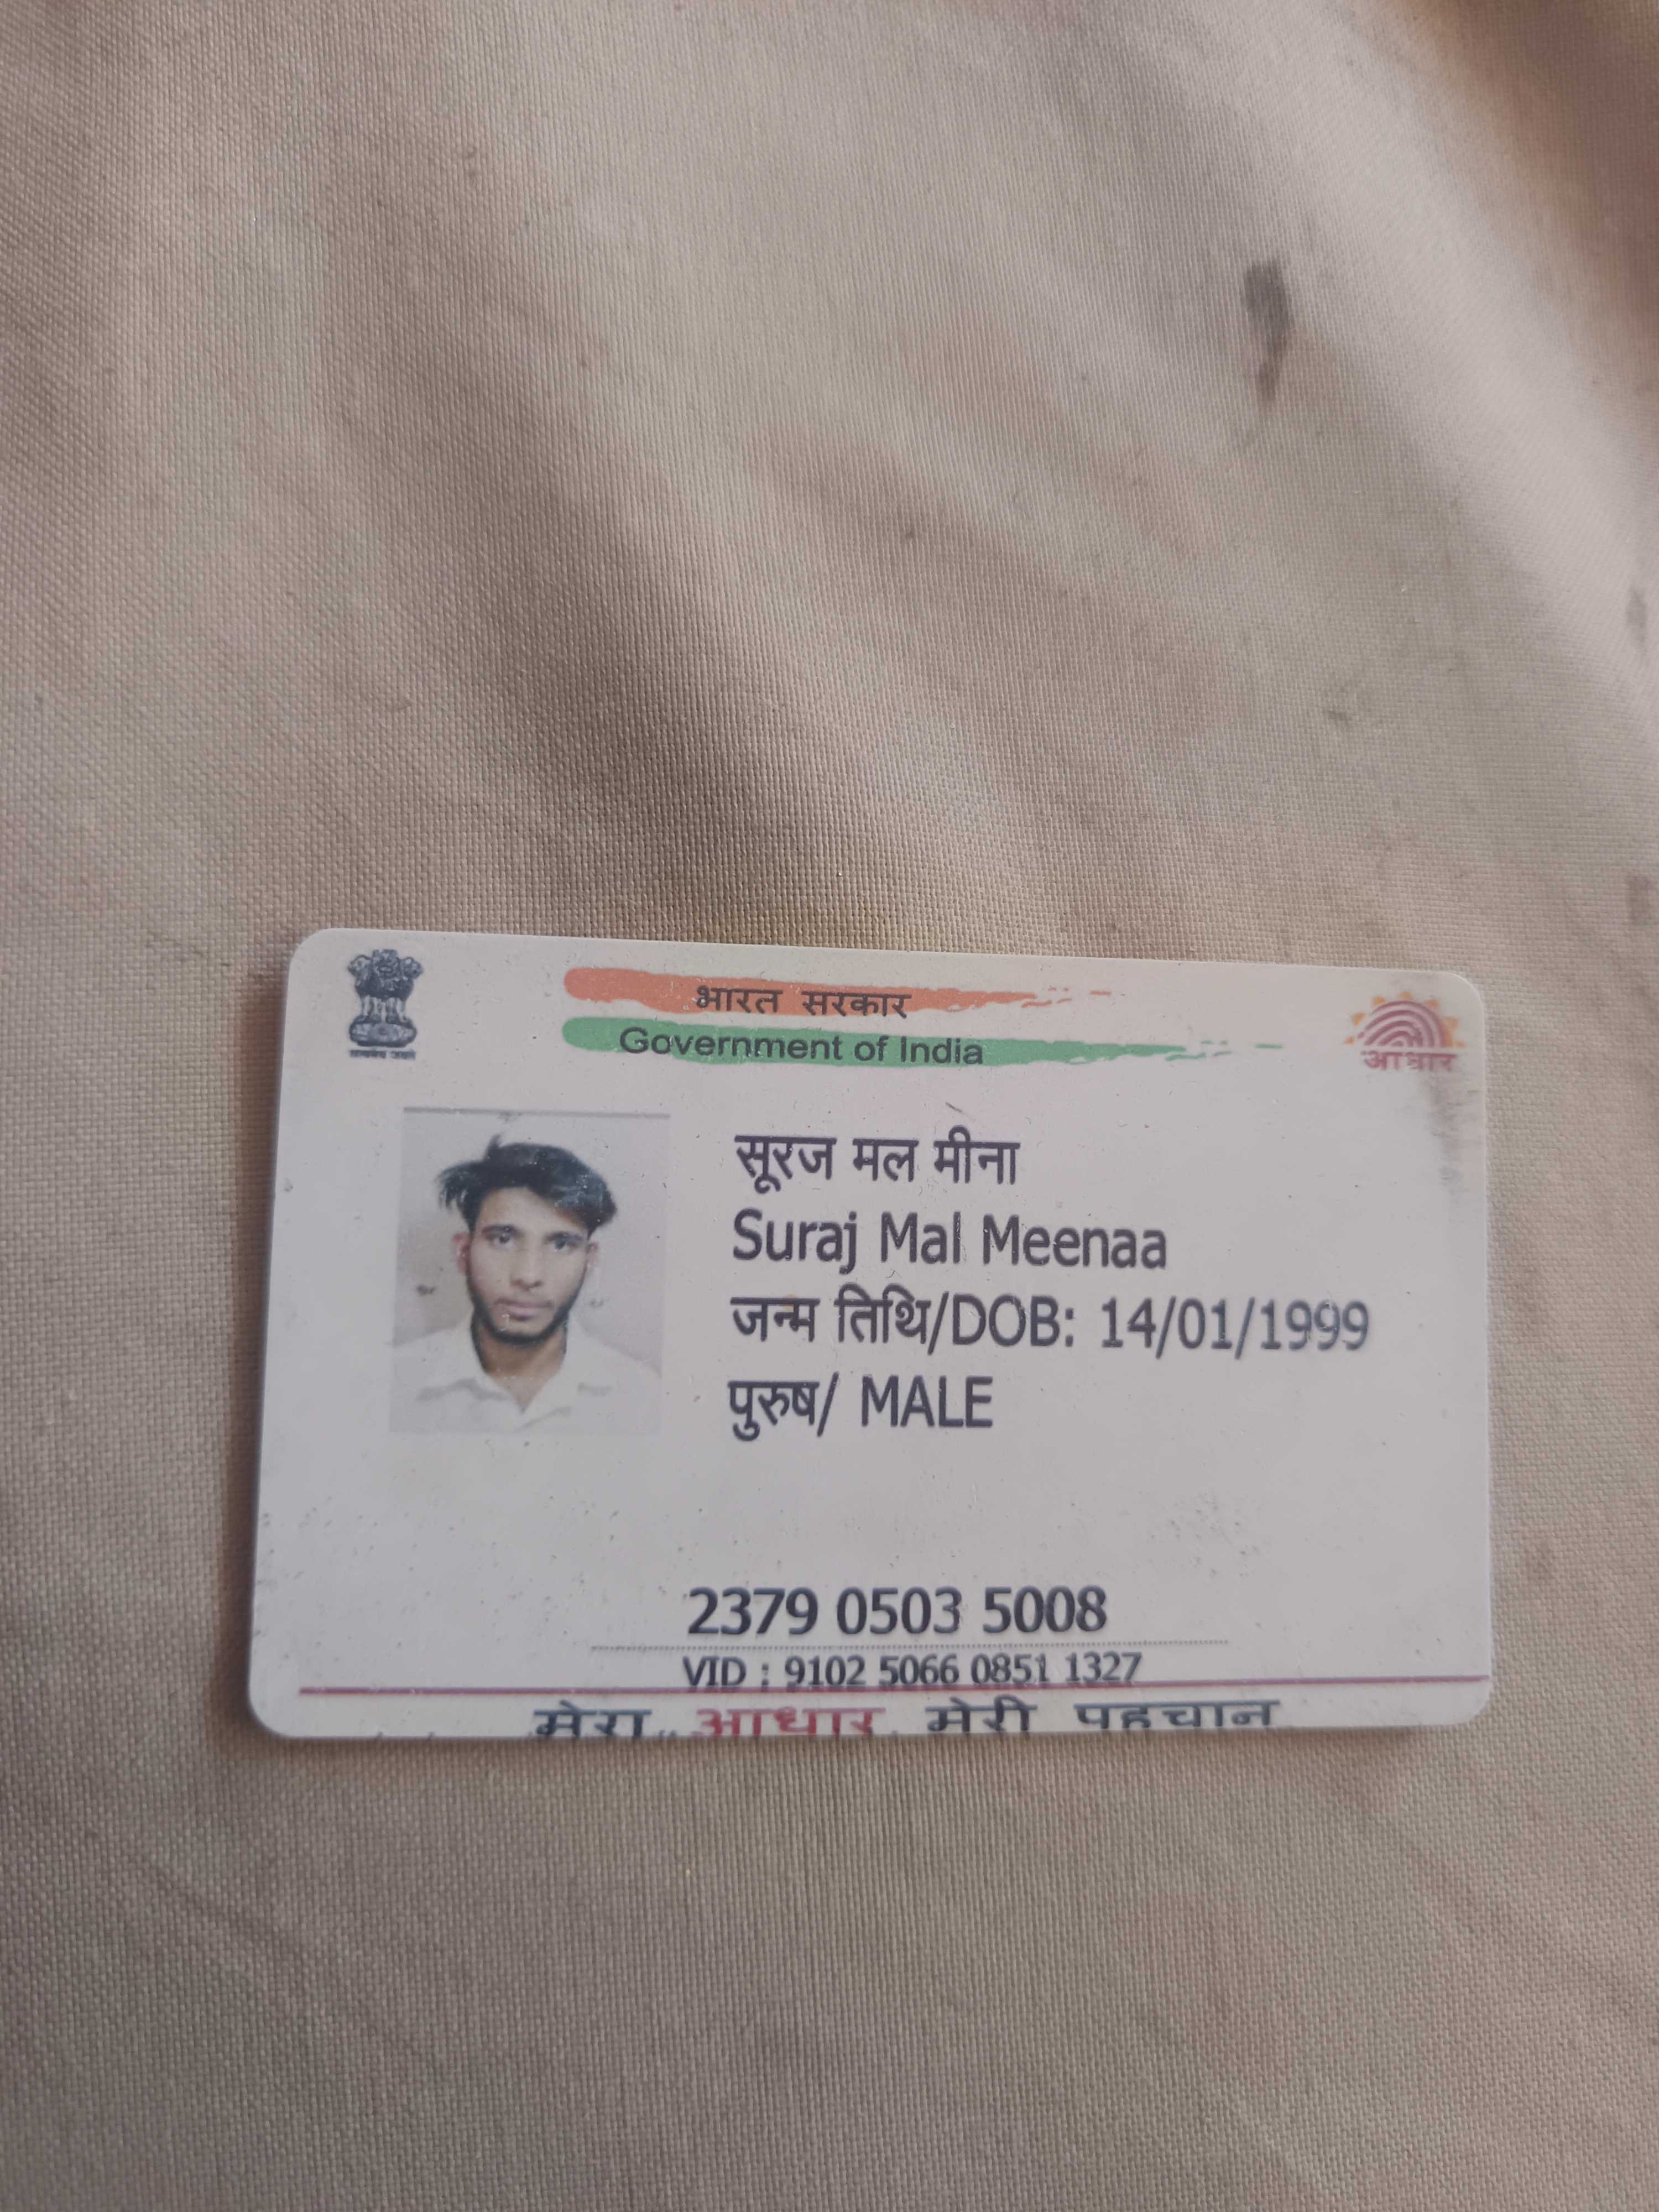 सत्यमेव जयते
भारत सरकार
Government of India
आधार
सूरज मल मीना
Suraj Mal Meenaa
जन्म तिथि/DOB: 14/01/1999
पुरुष/ MALE
2379 0503 5008
VID : 9102 5066 0851 1327
मेरा आधार, मेरी पहचान